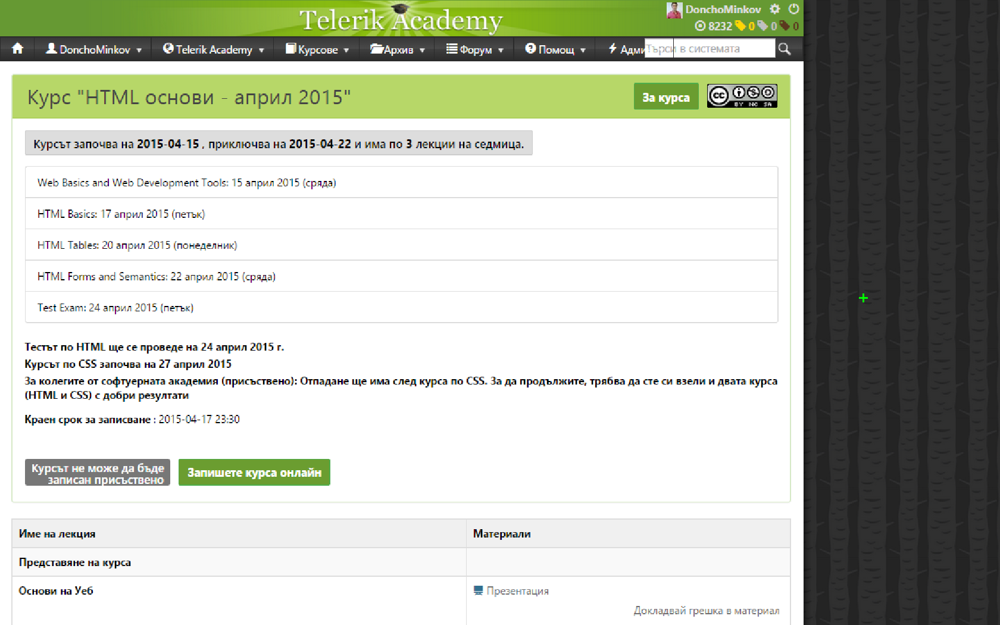 Telerik Academy
DonchoMinkov
8232 0 0 0
DonchoMinkov Telerik Academy Курсове Архив Форум Помощ Адми Търси в системата
Курс "HTML основи - април 2015"
За курса
cc BY NC SA
Курсът започва на 2015-04-15 , приключва на 2015-04-22 и има по 3 лекции на седмица.
Web Basics and Web Development Tools: 15 април 2015 (сряда)
HTML Basics: 17 април 2015 (петък)
HTML Tables: 20 април 2015 (понеделник)
HTML Forms and Semantics: 22 април 2015 (сряда)
Test Exam: 24 април 2015 (петък)
Тестът по HTML ще се проведе на 24 април 2015 г.
Курсът по CSS започва на 27 април 2015
За колегите от софтуерната академия (присъствено): Отпадане ще има след курса по CSS. За да продължите, трябва да сте си взели и двата курса
(HTML и CSS) с добри резултати
Краен срок за записване : 2015-04-17 23:30
Курсът не може да бъде
записан присъствено
Запишете курса онлайн
Име на лекция Материали
Представяне на курса
Основи на Уеб Презентация
Докладвай грешка в материал